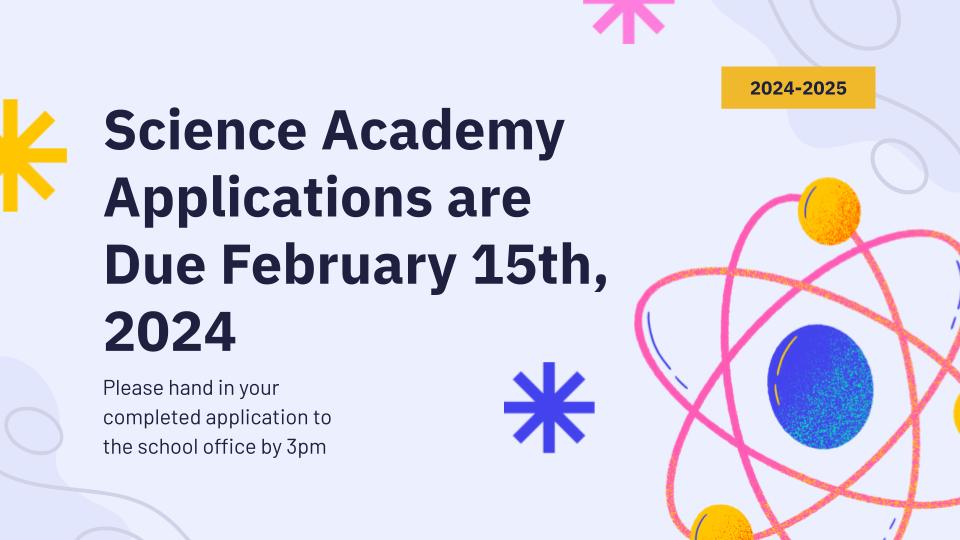 2024-2025
Science Academy
Applications are
Due February 15th,
2024
Please hand in your
completed application to
the school office by 3pm